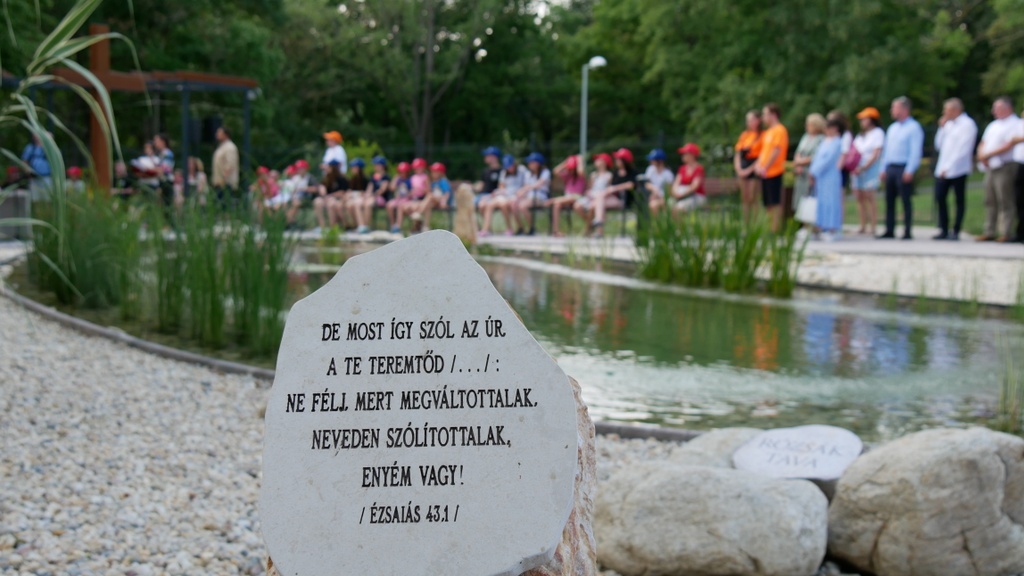 DE MOST ÍGY SZÓL AZ ÚR
A TE TEREMTŐD /.../:
NE FÉLJ, MERT MEGVÁLTOTTALAK.
NEVEDEN SZÓLÍTOTTALAK,
ENYÉM VAGY!
/ÉZSAIÁS 43.1/
TAVA